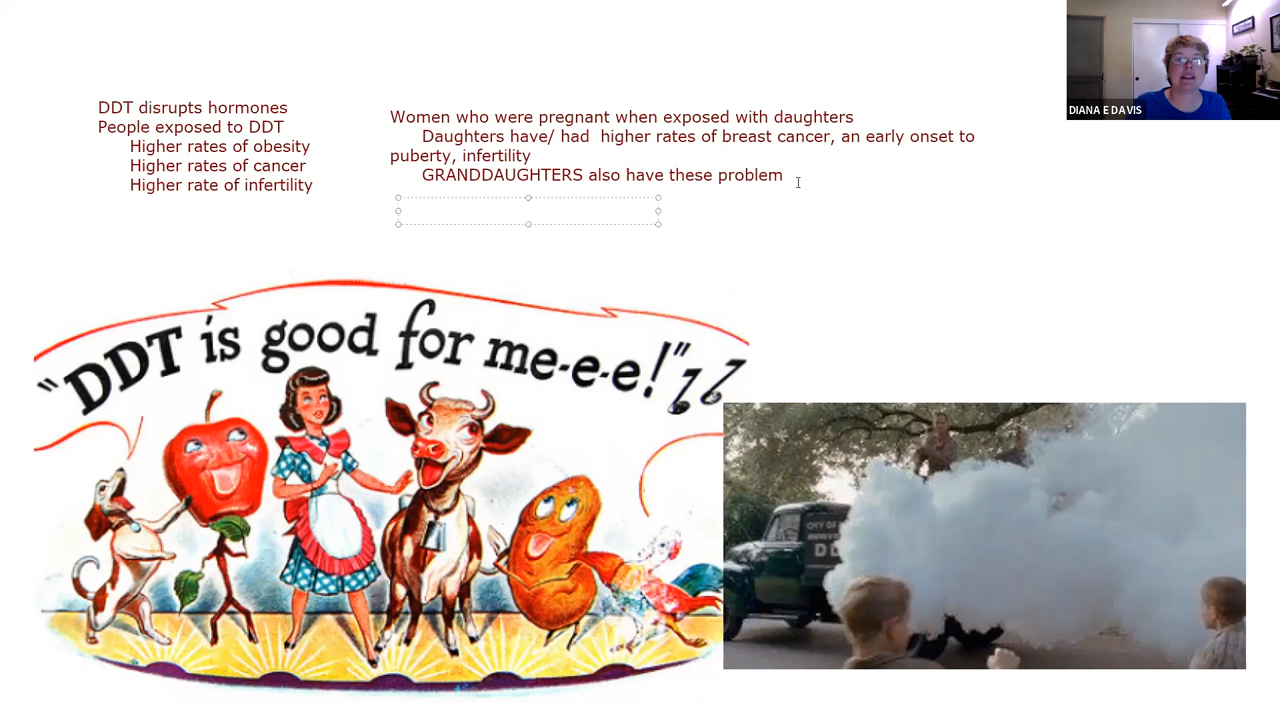 DIANA E DAVIS
DDT disrupts hormones
People exposed to DDT
Higher rates of obesity
Higher rates of cancer
Higher rate of infertility
Women who were pregnant when exposed with daughters
Daughters have/ had higher rates of breast cancer, an early onset to
puberty, infertility
GRANDDAUGHTERS also have these problem
"DDT is good for me-e-e!"
CITY OF